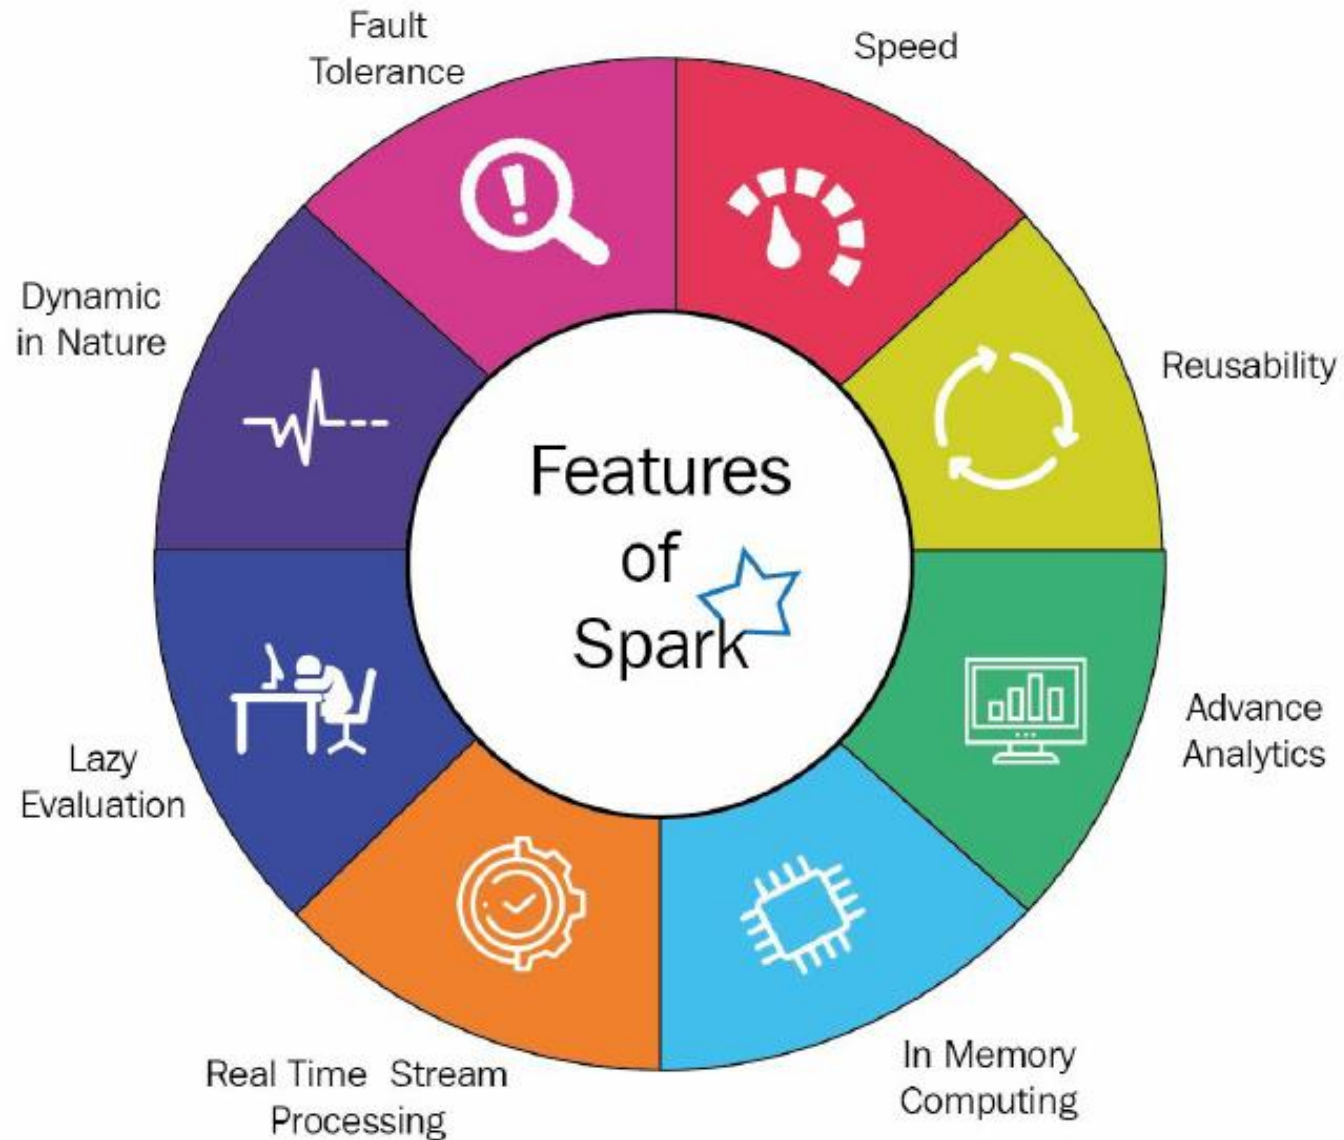 Fault
Tolerance
Speed
Dynamic
in Nature
Reusability
Features
of
Spark
Advance
Analytics
Lazy
Evaluation
In Memory
Computing
Real Time Stream
Processing